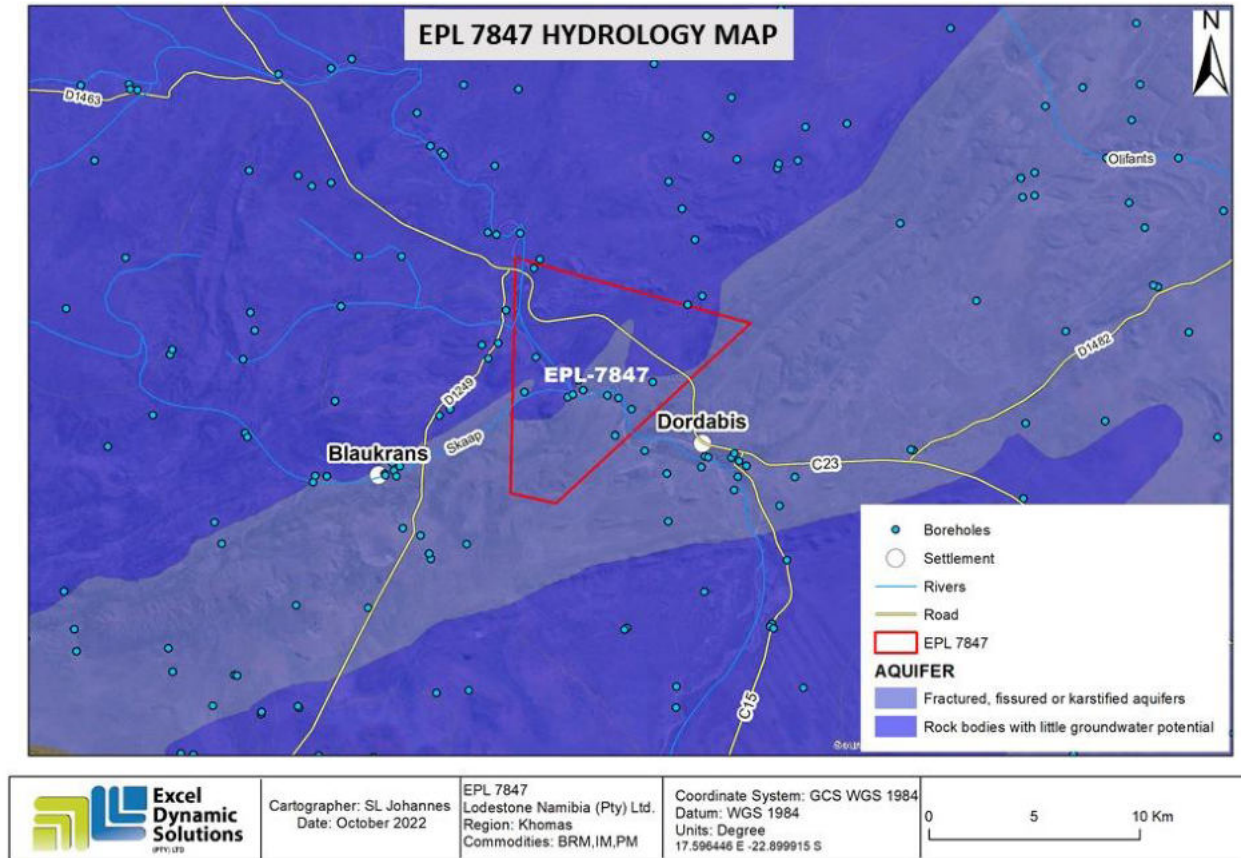 EPL 7847 HYDROLOGY MAP
N
D1463
Olifants
D1482
D1249
EPL-7847
Skaap
Dordabis
Blaukrans
C23
C15
Boreholes
Settlement
Rivers
Road
EPL 7847
AQUIFER
Fractured, fissured or karstified aquifers
Rock bodies with little groundwater potential
Excel
Dynamic
Solutions
(PTY) LTD
Cartographer: SL Johannes
Date: October 2022
EPL 7847
Lodestone Namibia (Pty) Ltd.
Region: Khomas
Commodities: BRM,IM,PM
Coordinate System: GCS WGS 1984
Datum: WGS 1984
Units: Degree
17.596446 E -22.899915 S
0 5 10 Km